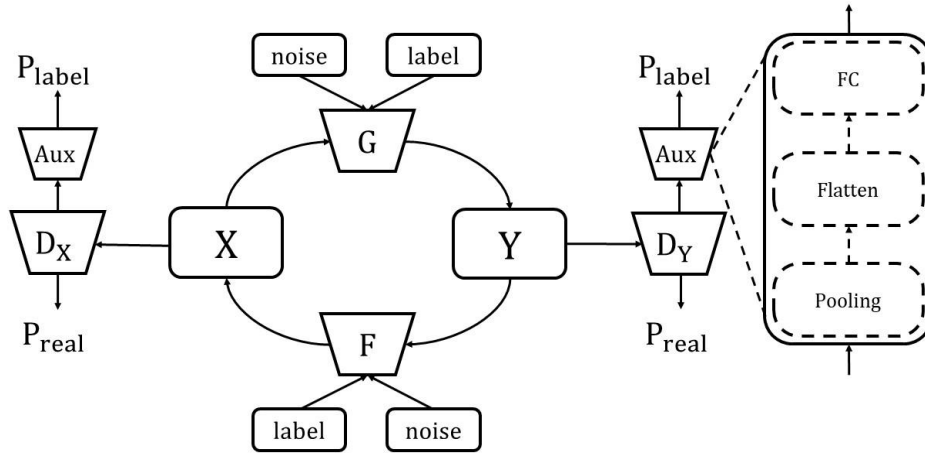 noise label
P_label
Aux
D_X
P_real
G
X
Y
F
label noise
P_label
Aux
D_Y
P_real
FC
Flatten
Pooling